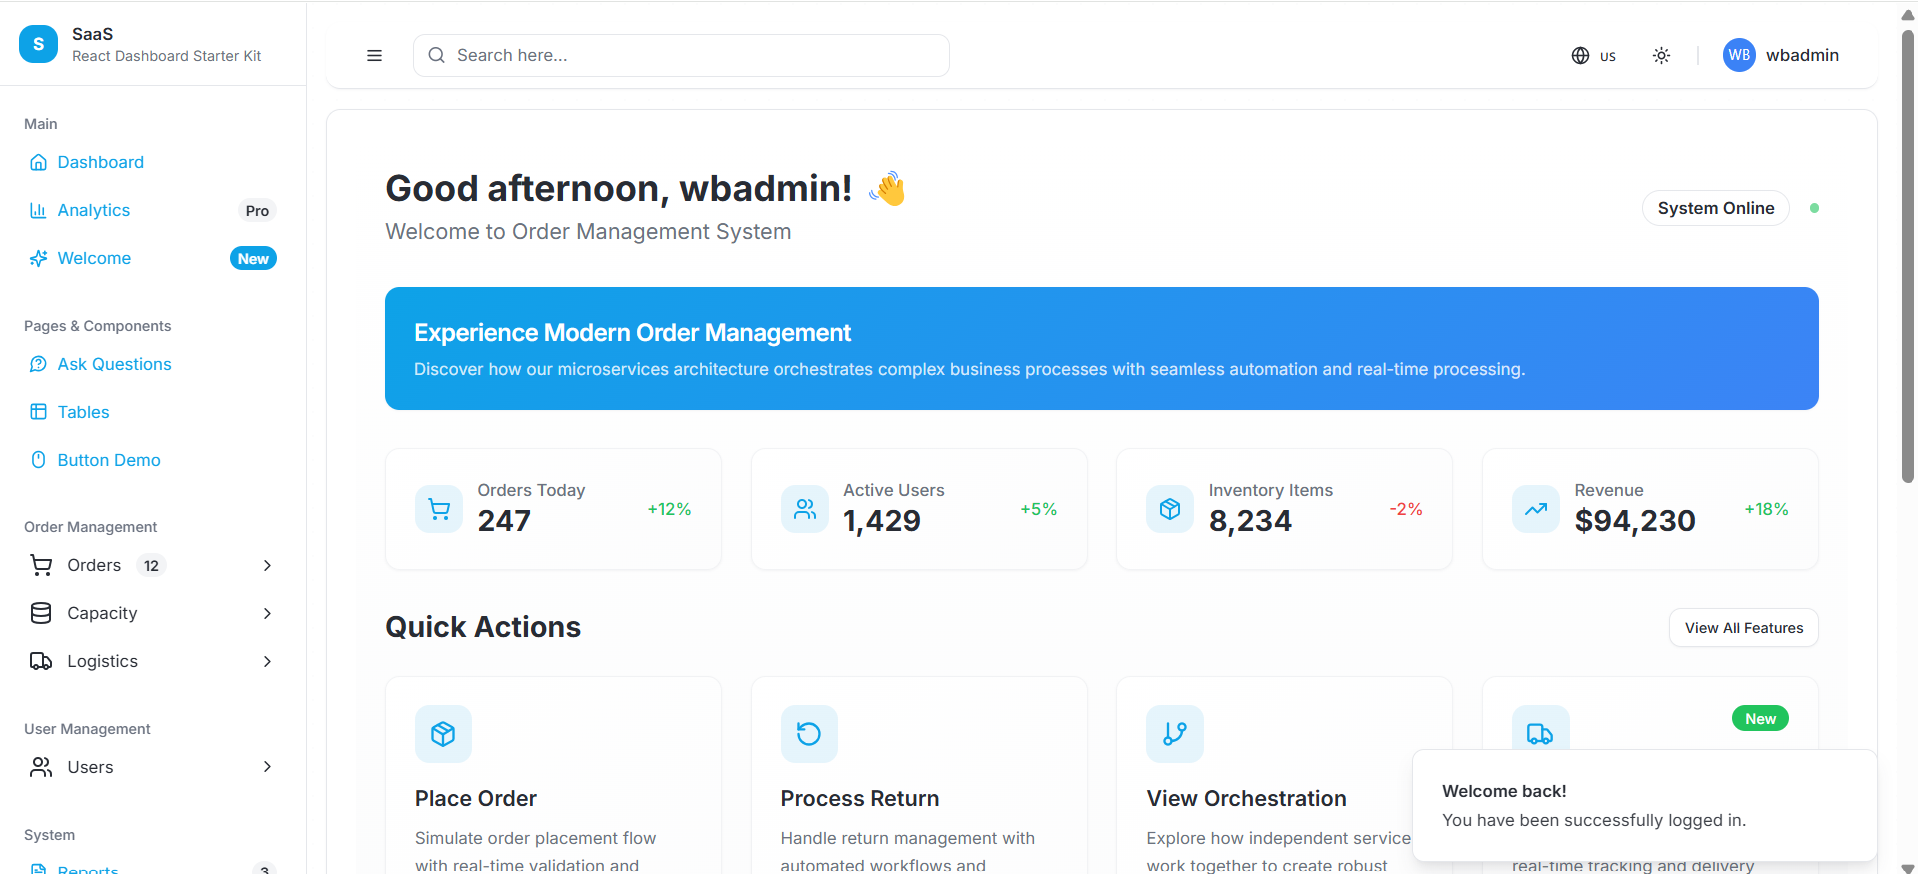 S
SaaS
React Dashboard Starter Kit
Main
Dashboard
Analytics Pro
Welcome New
Pages & Components
Ask Questions
Tables
Button Demo
Order Management
Orders 12
Capacity
Logistics
User Management
Users
System
Reports 3
Search here...
US
WB wbadmin
Good afternoon, wbadmin! 👋
Welcome to Order Management System
System Online
Experience Modern Order Management
Discover how our microservices architecture orchestrates complex business processes with seamless automation and real-time processing.
Orders Today
247
+12%
Active Users
1,429
+5%
Inventory Items
8,234
-2%
Revenue
$94,230
+18%
Quick Actions
View All Features
Place Order
Simulate order placement flow
with real-time validation and
Process Return
Handle return management with
automated workflows and
View Orchestration
Explore how independent service
work together to create robust
New
real-time tracking and delivery
Welcome back!
You have been successfully logged in.